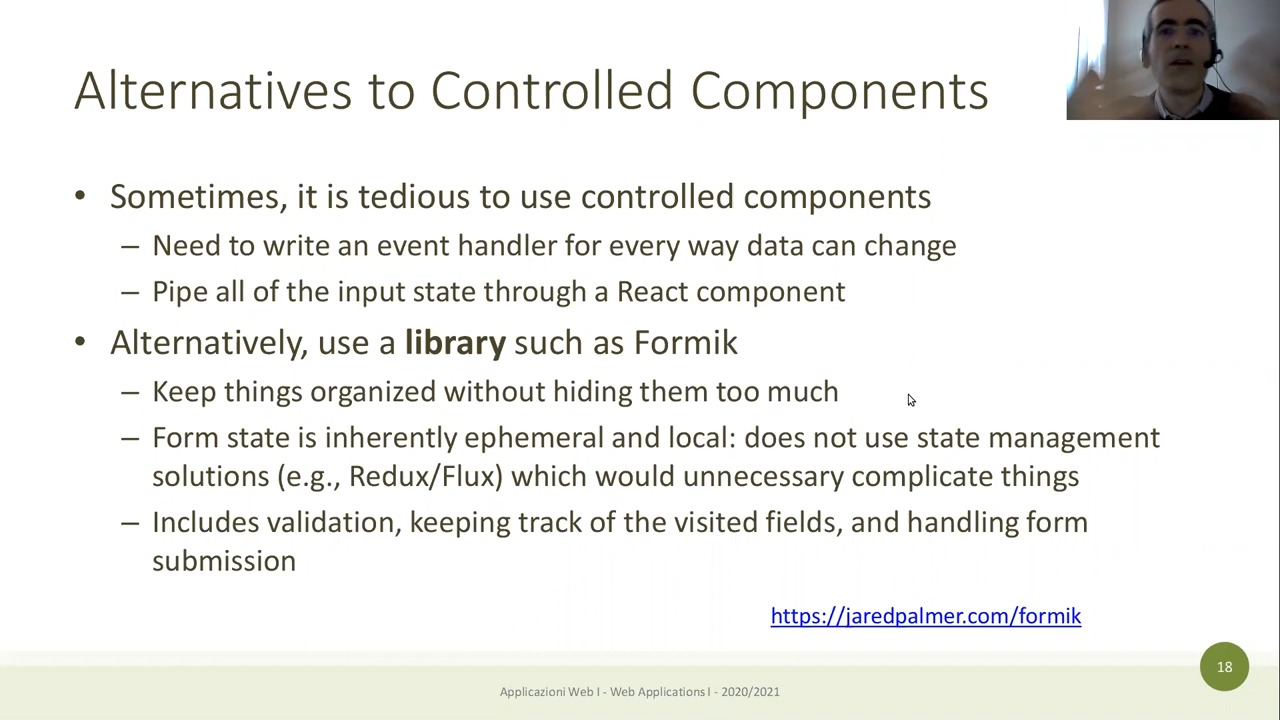 Alternatives to Controlled Components
• Sometimes, it is tedious to use controlled components
– Need to write an event handler for every way data can change
– Pipe all of the input state through a React component
• Alternatively, use a library such as Formik
– Keep things organized without hiding them too much
– Form state is inherently ephemeral and local: does not use state management
solutions (e.g., Redux/Flux) which would unnecessary complicate things
– Includes validation, keeping track of the visited fields, and handling form
submission
https://jaredpalmer.com/formik
18
Applicazioni Web I - Web Applications I - 2020/2021